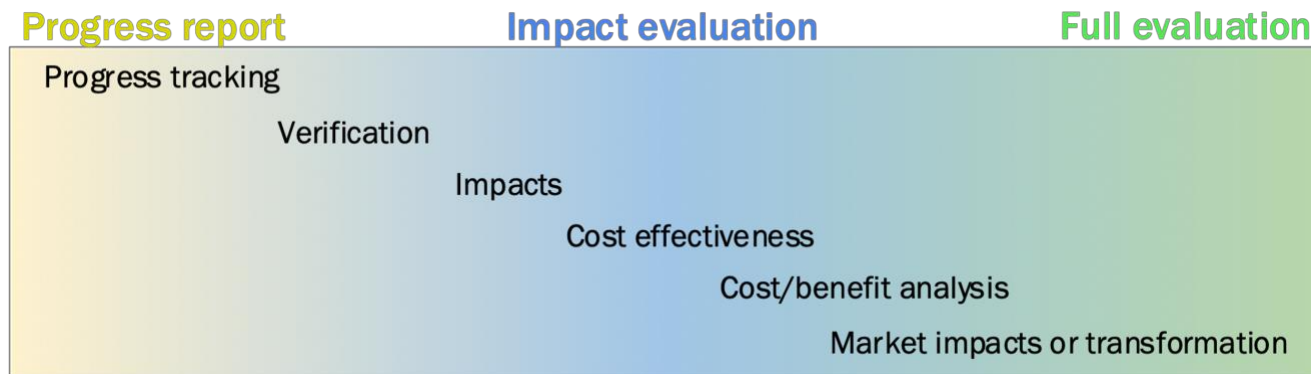 Progress report Impact evaluation Full evaluation
Progress tracking
Verification
Impacts
Cost effectiveness
Cost/benefit analysis
Market impacts or transformation